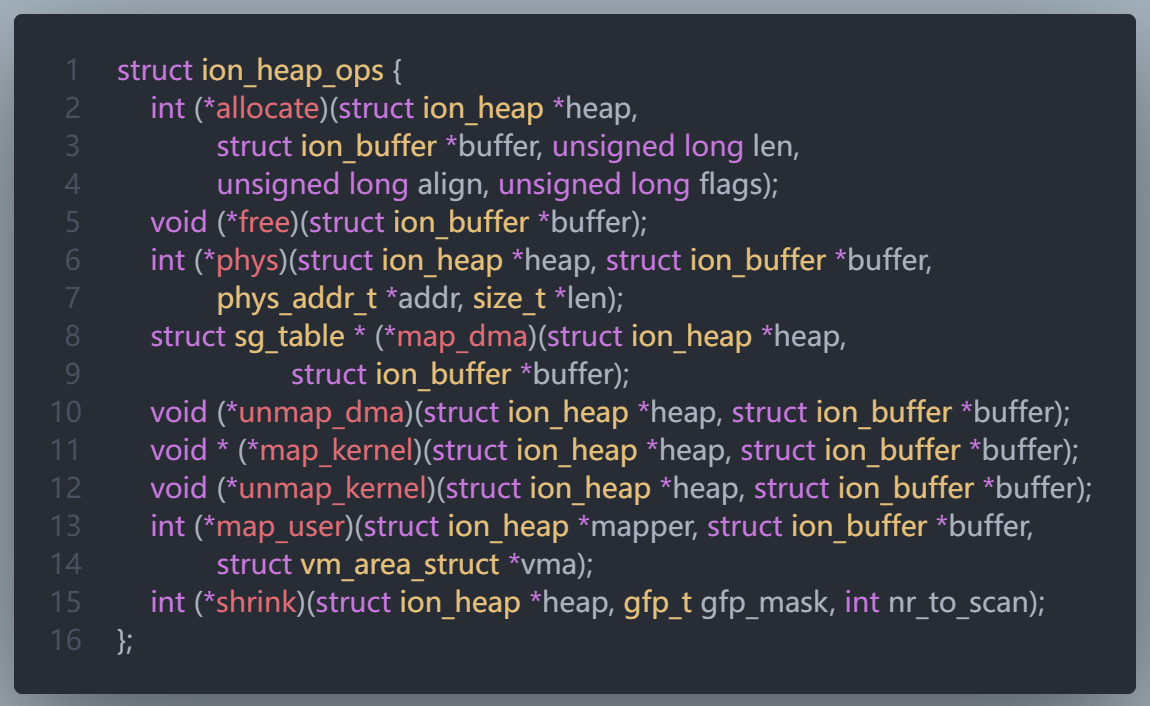 1 struct ion_heap_ops {
2 int (*allocate)(struct ion_heap *heap,
3 struct ion_buffer *buffer, unsigned long len,
4 unsigned long align, unsigned long flags);
5 void (*free)(struct ion_buffer *buffer);
6 int (*phys)(struct ion_heap *heap, struct ion_buffer *buffer,
7 phys_addr_t *addr, size_t *len);
8 struct sg_table * (*map_dma)(struct ion_heap *heap,
9 struct ion_buffer *buffer);
10 void (*unmap_dma)(struct ion_heap *heap, struct ion_buffer *buffer);
11 void * (*map_kernel)(struct ion_heap *heap, struct ion_buffer *buffer);
12 void (*unmap_kernel)(struct ion_heap *heap, struct ion_buffer *buffer);
13 int (*map_user)(struct ion_heap *mapper, struct ion_buffer *buffer,
14 struct vm_area_struct *vma);
15 int (*shrink)(struct ion_heap *heap, gfp_t gfp_mask, int nr_to_scan);
16 };